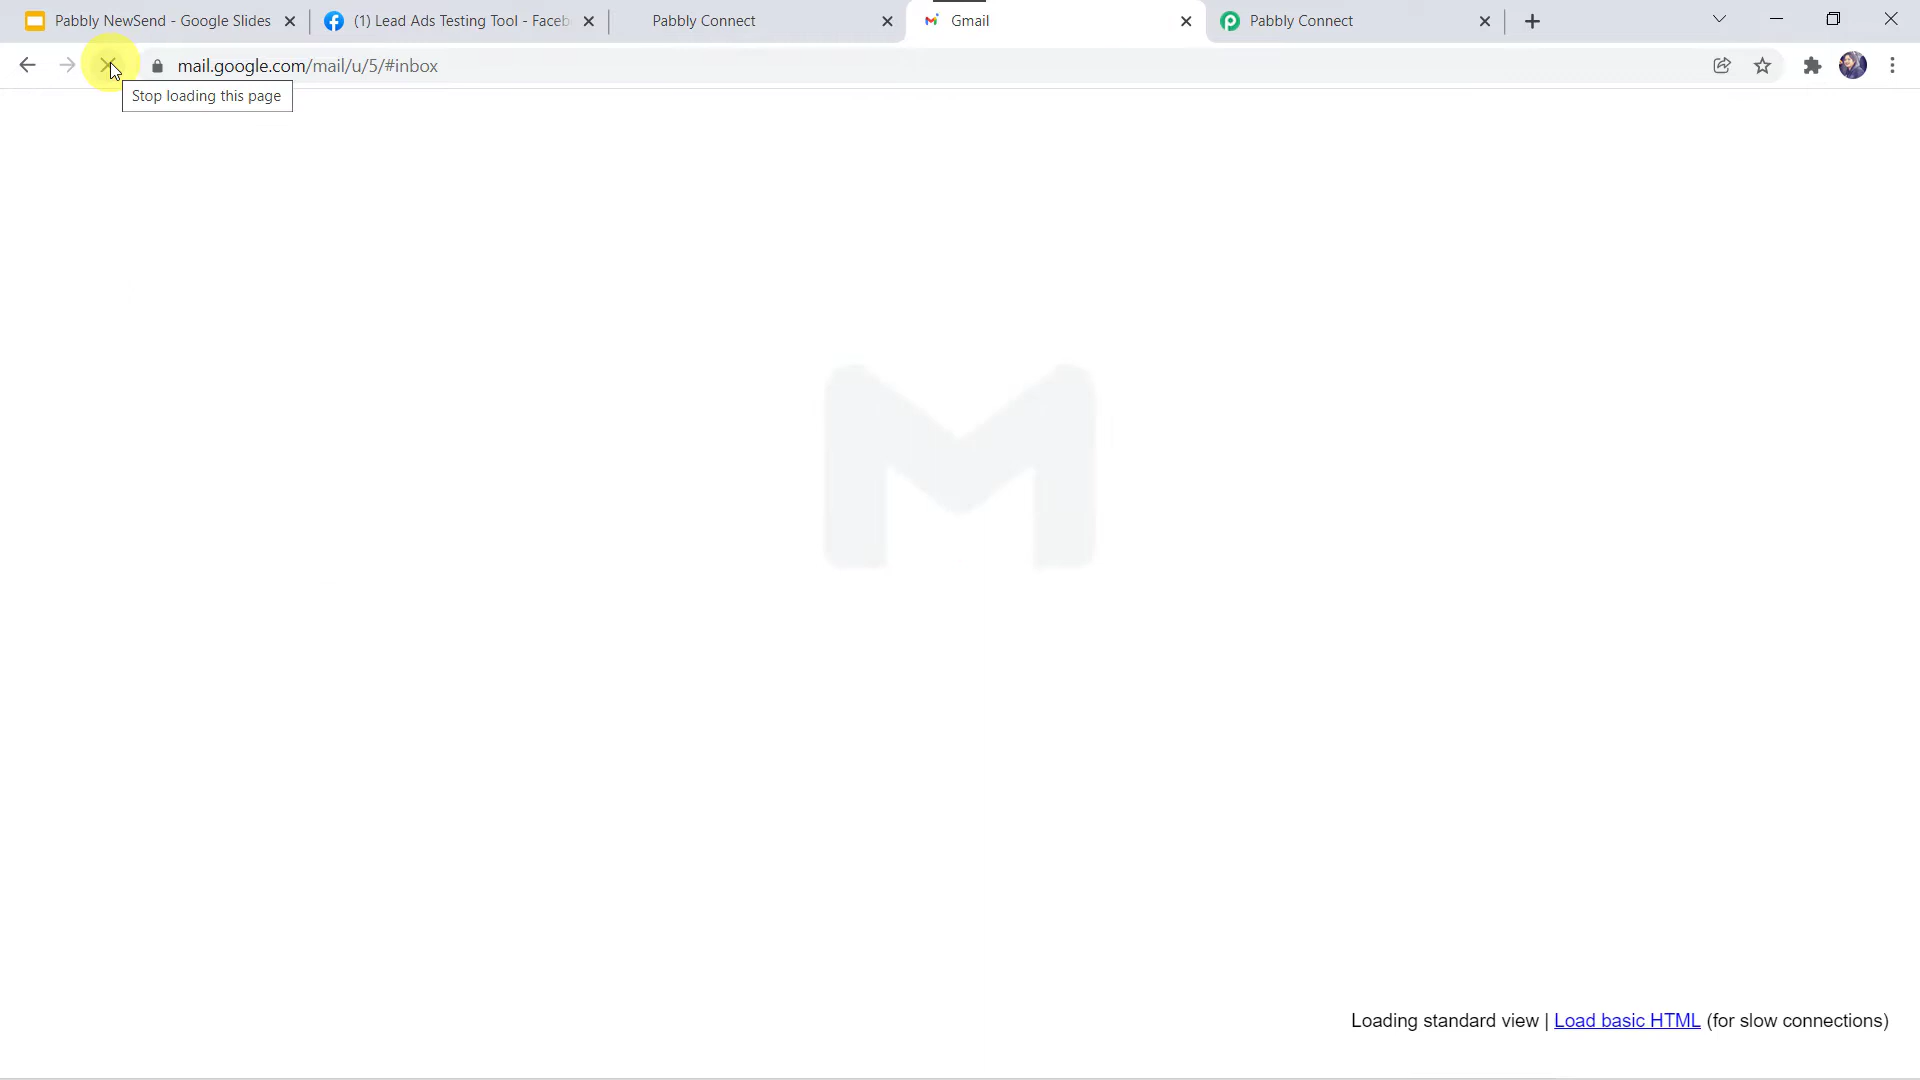 Pabbly NewSend - Google Slides
(1) Lead Ads Testing Tool - Faceb
Pabbly Connect
Gmail
Pabbly Connect
mail.google.com/mail/u/5/#inbox
Stop loading this page
Loading standard view | Load basic HTML (for slow connections)